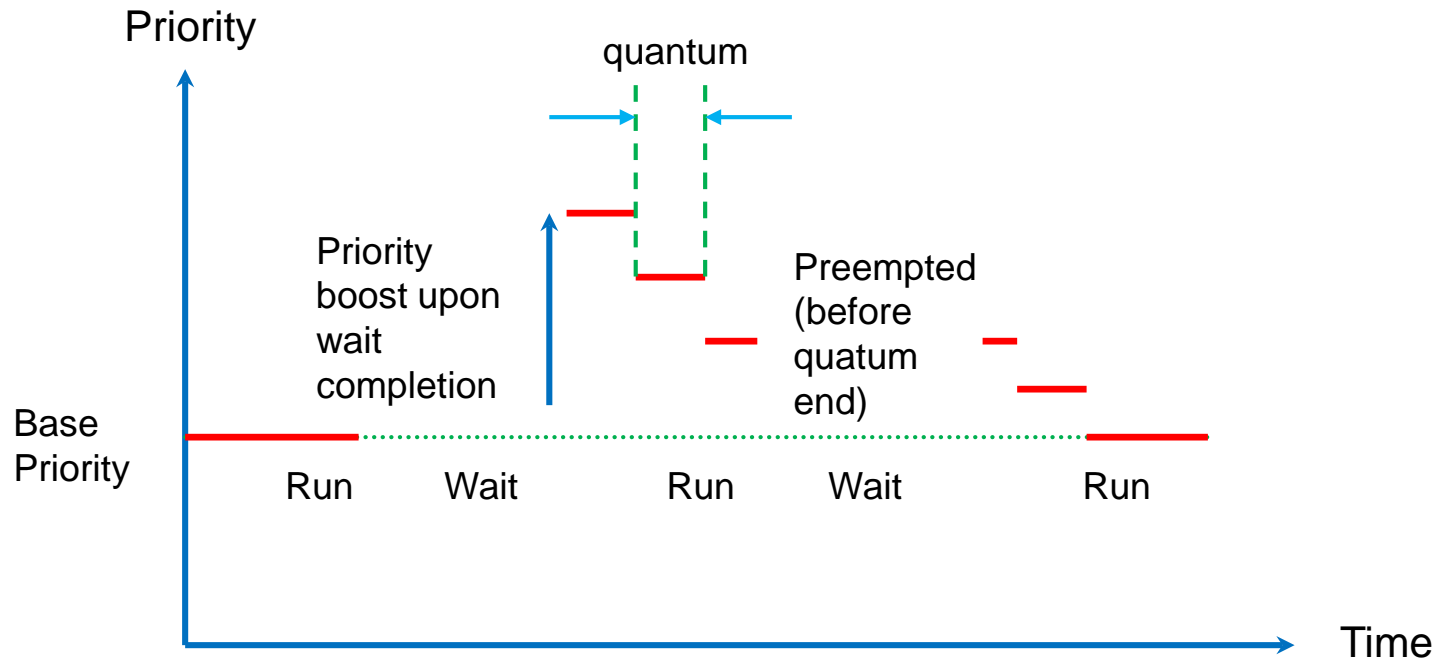 Priority
quantum
Priority
boost upon
wait
completion
Preempted
(before
quatum
end)
Base
Priority
Run
Wait
Run
Wait
Run
Time